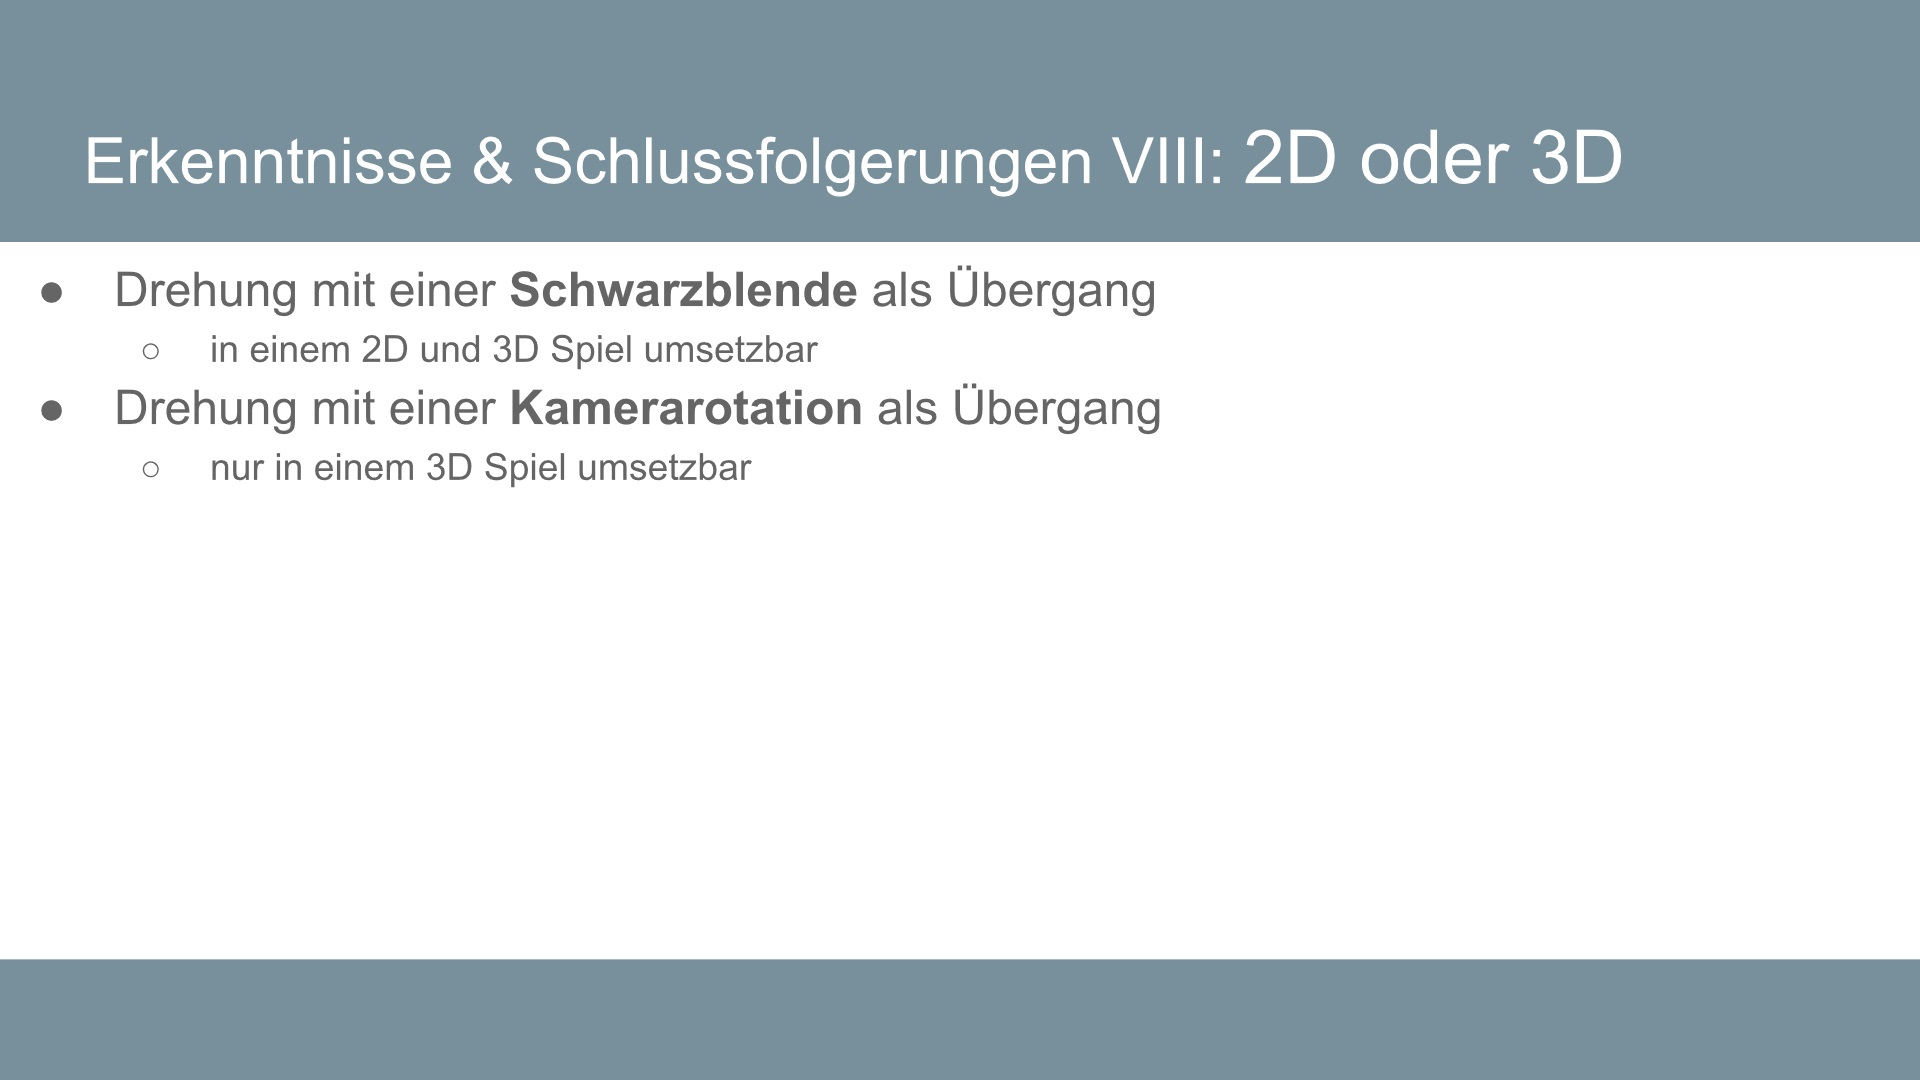 Erkenntnisse & Schlussfolgerungen VIII: 2D oder 3D
● Drehung mit einer Schwarzblende als Übergang
○ in einem 2D und 3D Spiel umsetzbar
● Drehung mit einer Kamerarotation als Übergang
○ nur in einem 3D Spiel umsetzbar